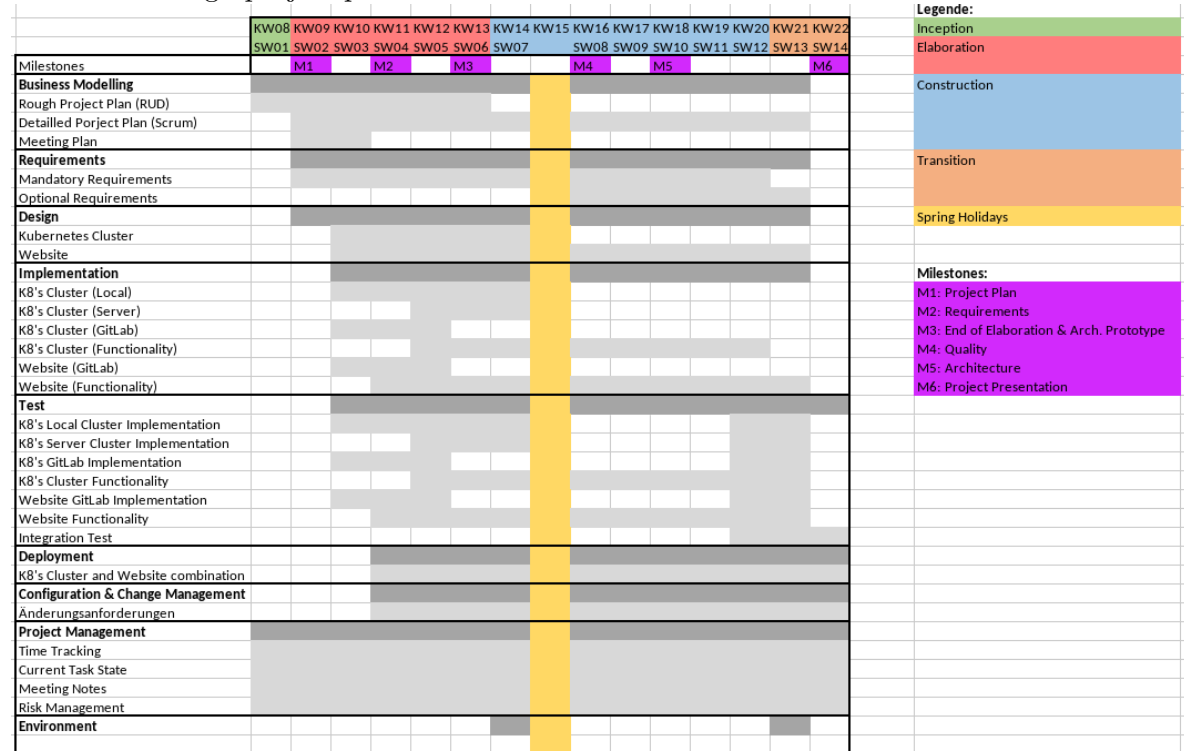 Legende:
KW08 KW09 KW10 KW11 KW12 KW13 KW14 KW15 KW16 KW17 KW18 KW19 KW20 KW21 KW22
Inception
SW01 SW02 SW03 SW04 SW05 SW06 SW07 SW08 SW09 SW10 SW11 SW12 SW13 SW14
Elaboration
Milestones M1 M2 M3 M4 M5 M6
Business Modelling
Construction
Rough Project Plan (RUD)
Detailled Porject Plan (Scrum)
Meeting Plan
Requirements
Transition
Mandatory Requirements
Optional Requirements
Design
Spring Holidays
Kubernetes Cluster
Website
Implementation
Milestones:
K8's Cluster (Local)
M1: Project Plan
K8's Cluster (Server)
M2: Requirements
K8's Cluster (GitLab)
M3: End of Elaboration & Arch. Prototype
K8's Cluster (Functionality)
M4: Quality
Website (GitLab)
M5: Architecture
Website (Functionality)
M6: Project Presentation
Test
K8's Local Cluster Implementation
K8's Server Cluster Implementation
K8's GitLab Implementation
K8's Cluster Functionality
Website GitLab Implementation
Website Functionality
Integration Test
Deployment
K8's Cluster and Website combination
Configuration & Change Management
Änderungsanforderungen
Project Management
Time Tracking
Current Task State
Meeting Notes
Risk Management
Environment